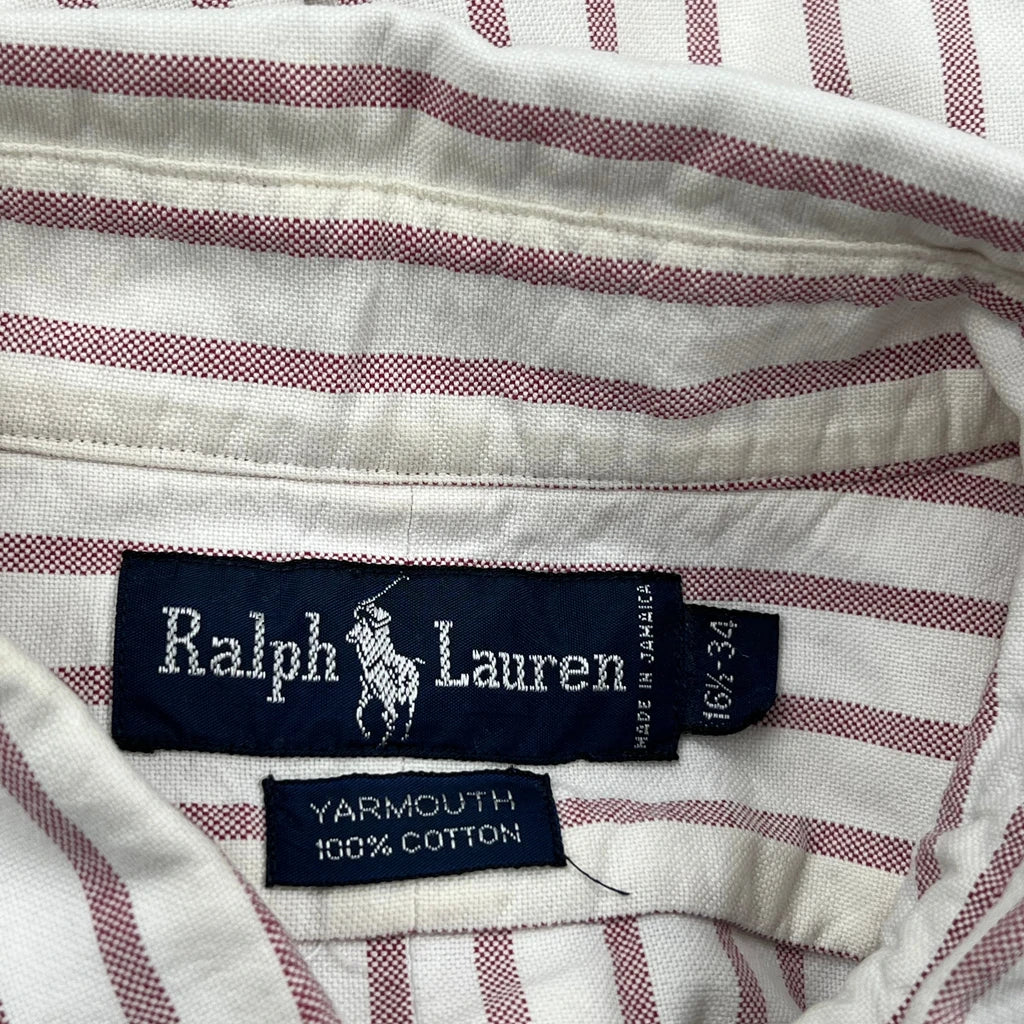 Ralph Lauren
MADE IN JAMAICA
16½-34
YARMOUTH
100% COTTON